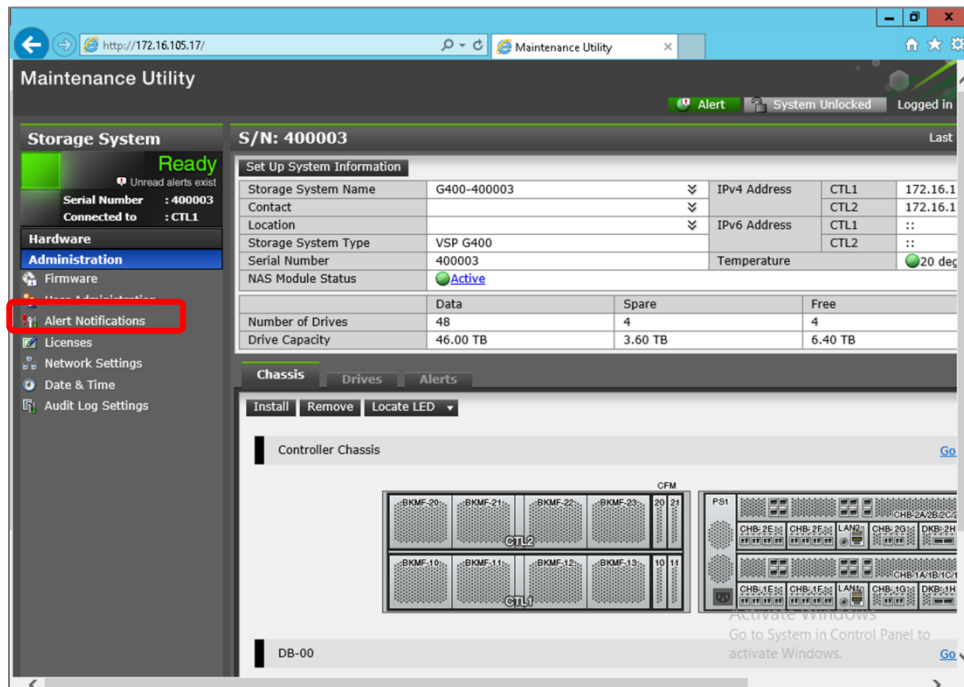 http://172.16.105.17/
Maintenance Utility
Maintenance Utility
Alert
System Unlocked
Logged in
Storage System
Ready
Unread alerts exist
Serial Number : 400003
Connected to : CTL1
Hardware
Administration
Firmware
User Administration
Alert Notifications
Licenses
Network Settings
Date & Time
Audit Log Settings
S/N: 400003
Last
Set Up System Information
Storage System Name G400-400003 IPv4 Address CTL1 172.16.1
Contact CTL2 172.16.1
Location IPv6 Address CTL1 ::
Storage System Type VSP G400 CTL2 ::
Serial Number 400003 Temperature 20 deg
NAS Module Status Active
Data Spare Free
Number of Drives 48 4 4
Drive Capacity 46.00 TB 3.60 TB 6.40 TB
Chassis Drives Alerts
Install Remove Locate LED
Controller Chassis
Go
CFM
BKMF-20 BKMF-21 BKMF-22 BKMF-23 20 21
CTL2
BKMF-10 BKMF-11 BKMF-12 BKMF-13 10 11
CTL1
PS1
CHB-2A/2B/2C/2
CHB-2E CHB-2F LAN2 CHB-2G DKB-2H
CHB-1A/1B/1C/1
CHB-1E CHB-1F LAN1 CHB-1G DKB-1H
Activate Windows
Go to System in Control Panel to
activate Windows.
DB-00
Go